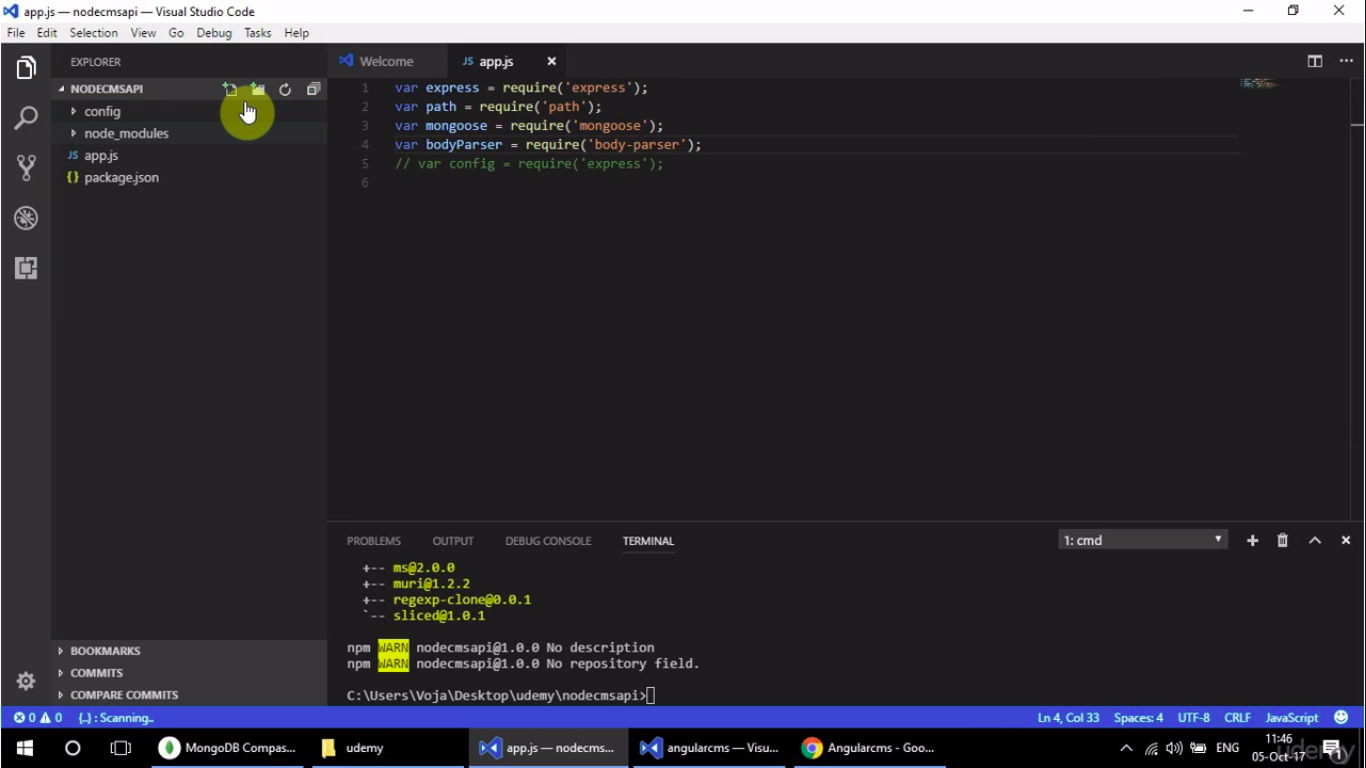 app.js — nodecmsapi — Visual Studio Code
File Edit Selection View Go Debug Tasks Help
EXPLORER
NODECMSAPI
config
node_modules
JS app.js
{} package.json
BOOKMARKS
COMMITS
COMPARE COMMITS
Welcome
JS app.js
1 var express = require('express');
2 var path = require('path');
3 var mongoose = require('mongoose');
4 var bodyParser = require('body-parser');
5 // var config = require('express');
6
PROBLEMS OUTPUT DEBUG CONSOLE TERMINAL
1: cmd
+-- ms@2.0.0
+-- muri@1.2.2
+-- regexp-clone@0.0.1
`-- sliced@1.0.1
npm WARN nodecmsapi@1.0.0 No description
npm WARN nodecmsapi@1.0.0 No repository field.
C:\Users\Voja\Desktop\udemy\nodecmsapi>
0 0 {..} : Scanning..
Ln 4, Col 33 Spaces: 4 UTF-8 CRLF JavaScript
MongoDB Compas...
udemy
app.js — nodecms...
angularcms — Visu...
Angularcms - Goo...
ENG
11:46
05-Oct-17
udemy
1